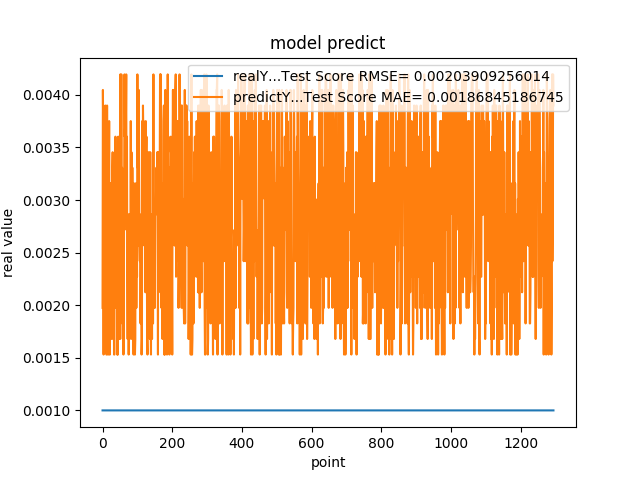 model predict
realY...Test Score RMSE= 0.00203909256014
predictY...Test Score MAE= 0.00186845186745
0.0040
0.0035
0.0030
0.0025
0.0020
0.0015
0.0010
real value
0 200 400 600 800 1000 1200
point